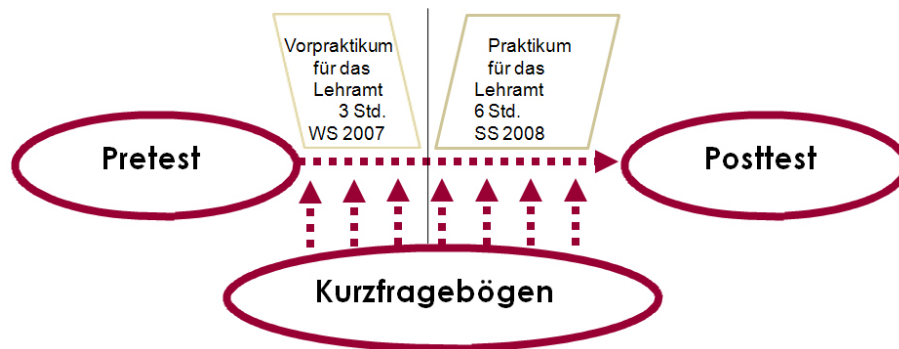 Vorpraktikum
für das
Lehramt
3 Std.
WS 2007
Praktikum
für das
Lehramt
6 Std.
SS 2008
Pretest
Posttest
Kurzfragebögen